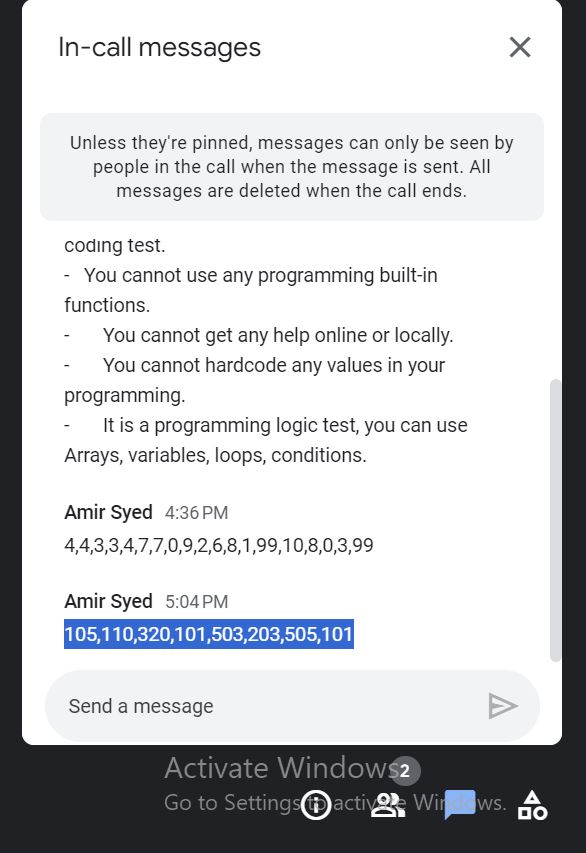 In-call messages
Unless they're pinned, messages can only be seen by
people in the call when the message is sent. All
messages are deleted when the call ends.
coding test.
- You cannot use any programming built-in
functions.
- You cannot get any help online or locally.
- You cannot hardcode any values in your
programming.
- It is a programming logic test, you can use
Arrays, variables, loops, conditions.
Amir Syed 4:36 PM
4,4,3,3,4,7,7,0,9,2,6,8,1,99,10,8,0,3,99
Amir Syed 5:04 PM
105,110,320,101,503,203,505,101
Send a message
Activate Windows
2
Go to Settings to activate Windows.